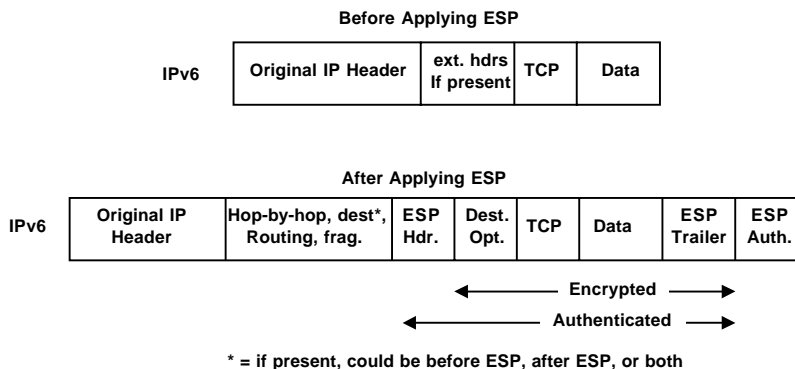 Before Applying ESP
IPv6
Original IP Header
ext. hdrs
If present
TCP
Data
After Applying ESP
IPv6
Original IP
Header
Hop-by-hop, dest*,
Routing, frag.
ESP
Hdr.
Dest.
Opt.
TCP
Data
ESP
Trailer
ESP
Auth.
Encrypted
Authenticated
* = if present, could be before ESP, after ESP, or both